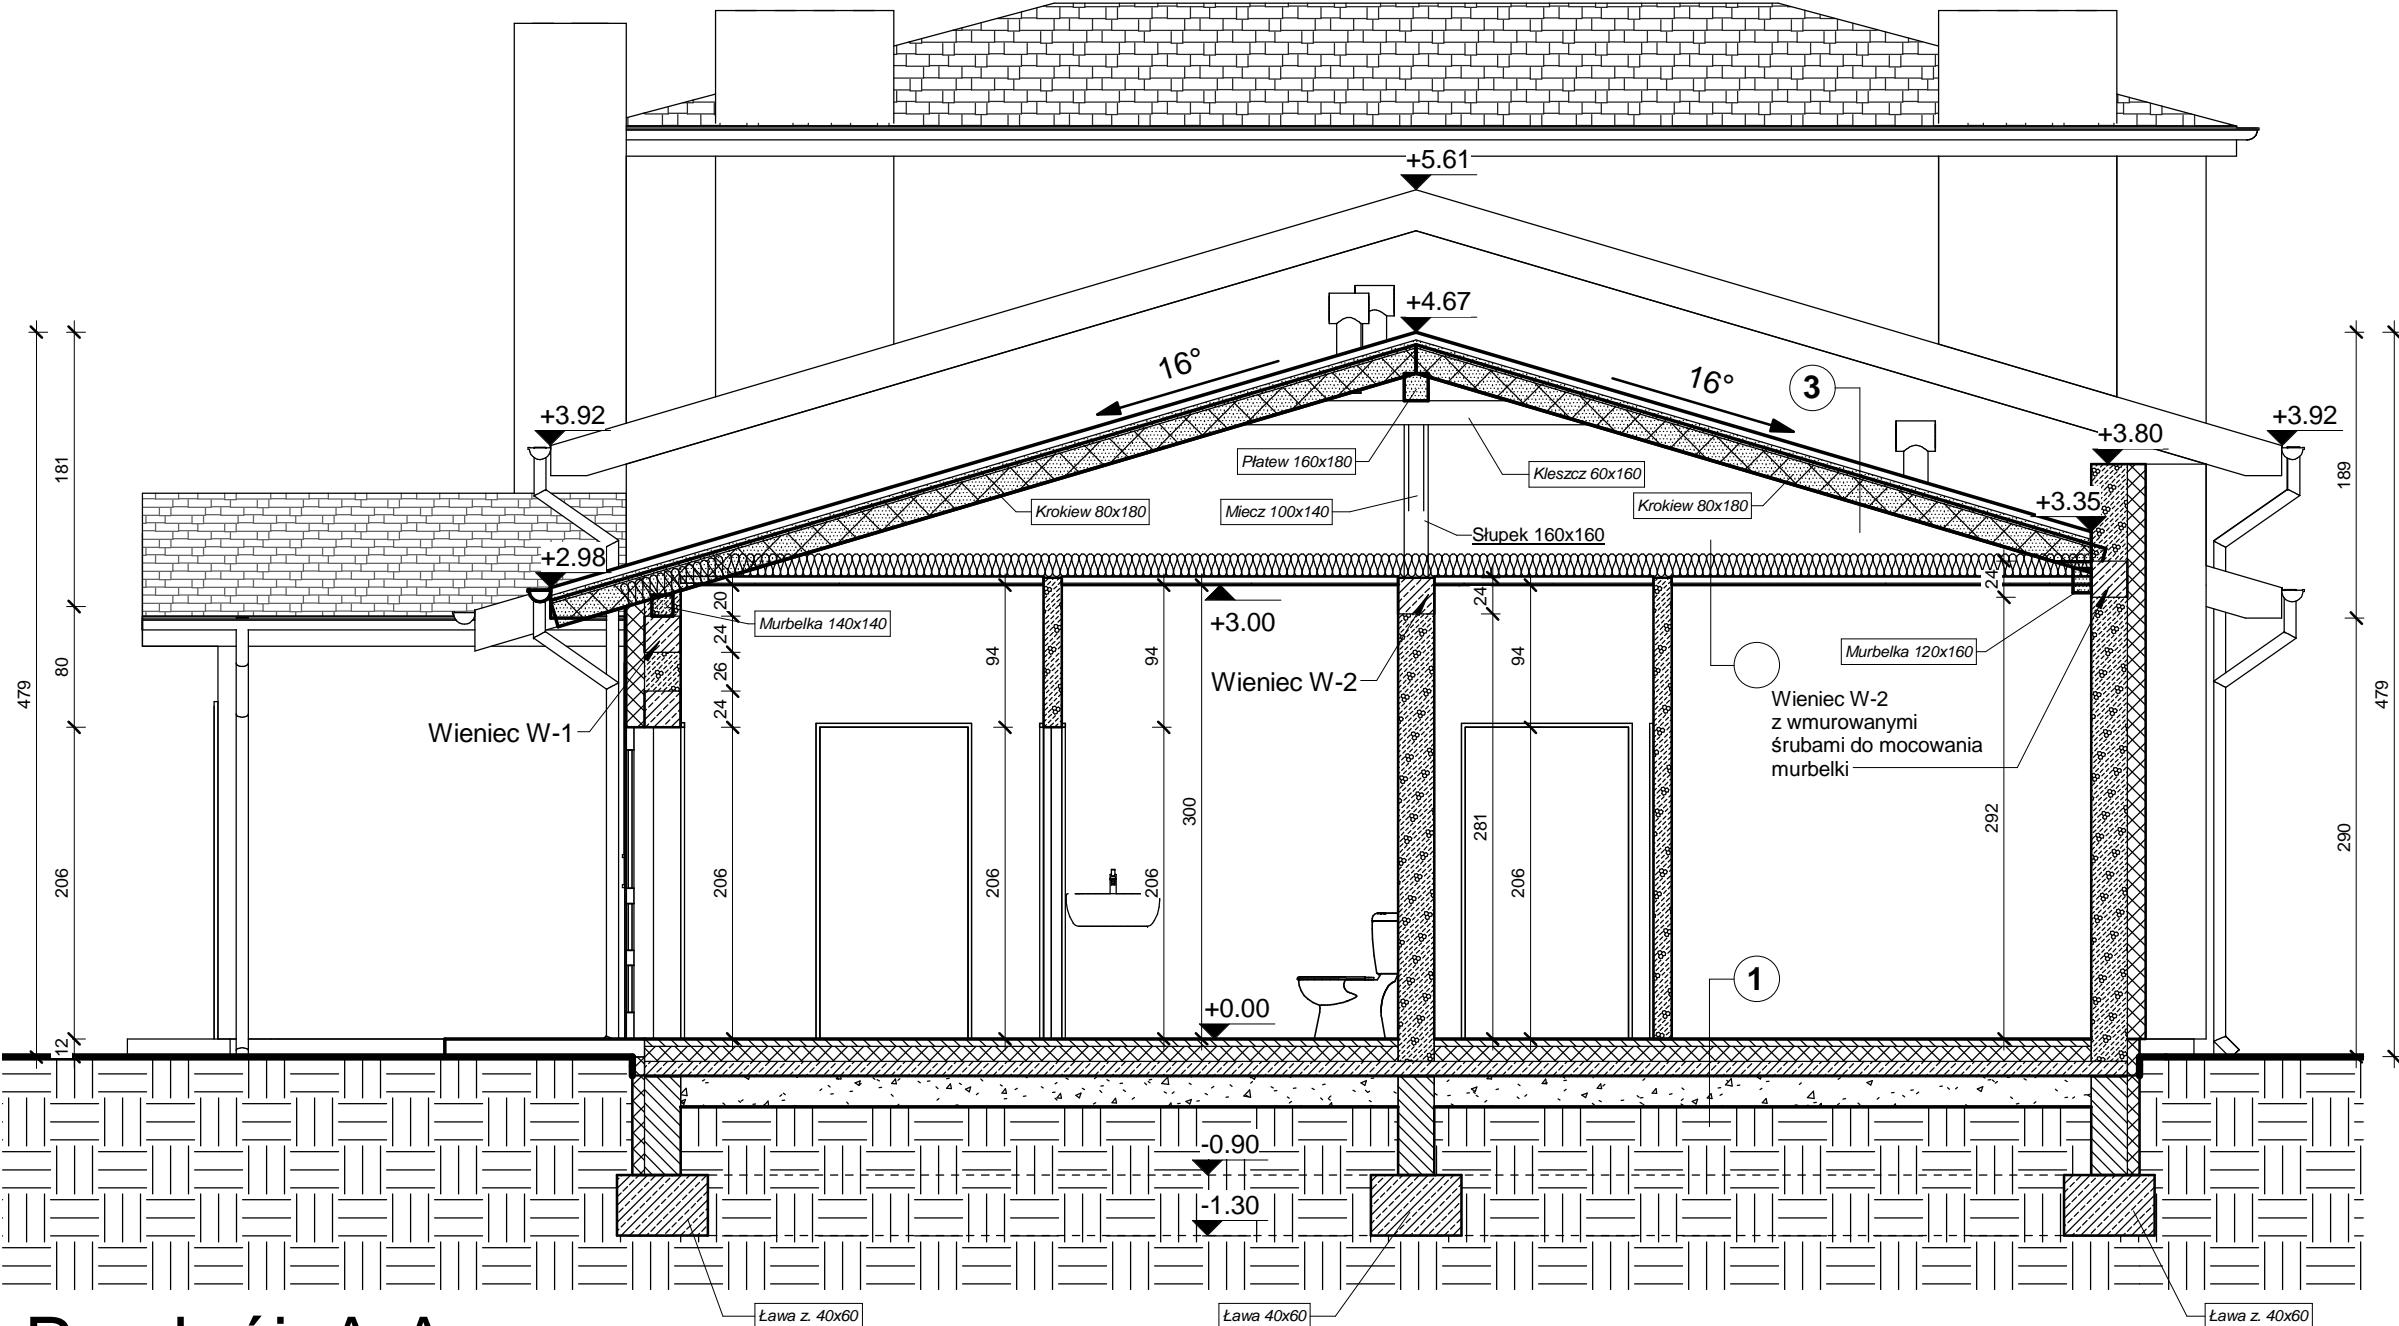 +5.61
+4.67
16°
16°
3
+3.92
+3.92
+3.80
181
189
Płatew 160x180
Kleszcz 60x160
Krokiew 80x180
Miecz 100x140
Krokiew 80x180
+3.35
Słupek 160x160
+2.98
24
20
24
+3.00
Murbelka 140x140
24
94
94
94
Murbelka 120x160
80
26
479
479
Wieniec W-2
Wieniec W-2
z wmurowanymi
śrubami do mocowania
murbelki
24
Wieniec W-1
300
281
292
290
206
206
206
206
206
1
+0.00
12
-0.90
-1.30
Ława z. 40x60
Ława 40x60
Ława z. 40x60